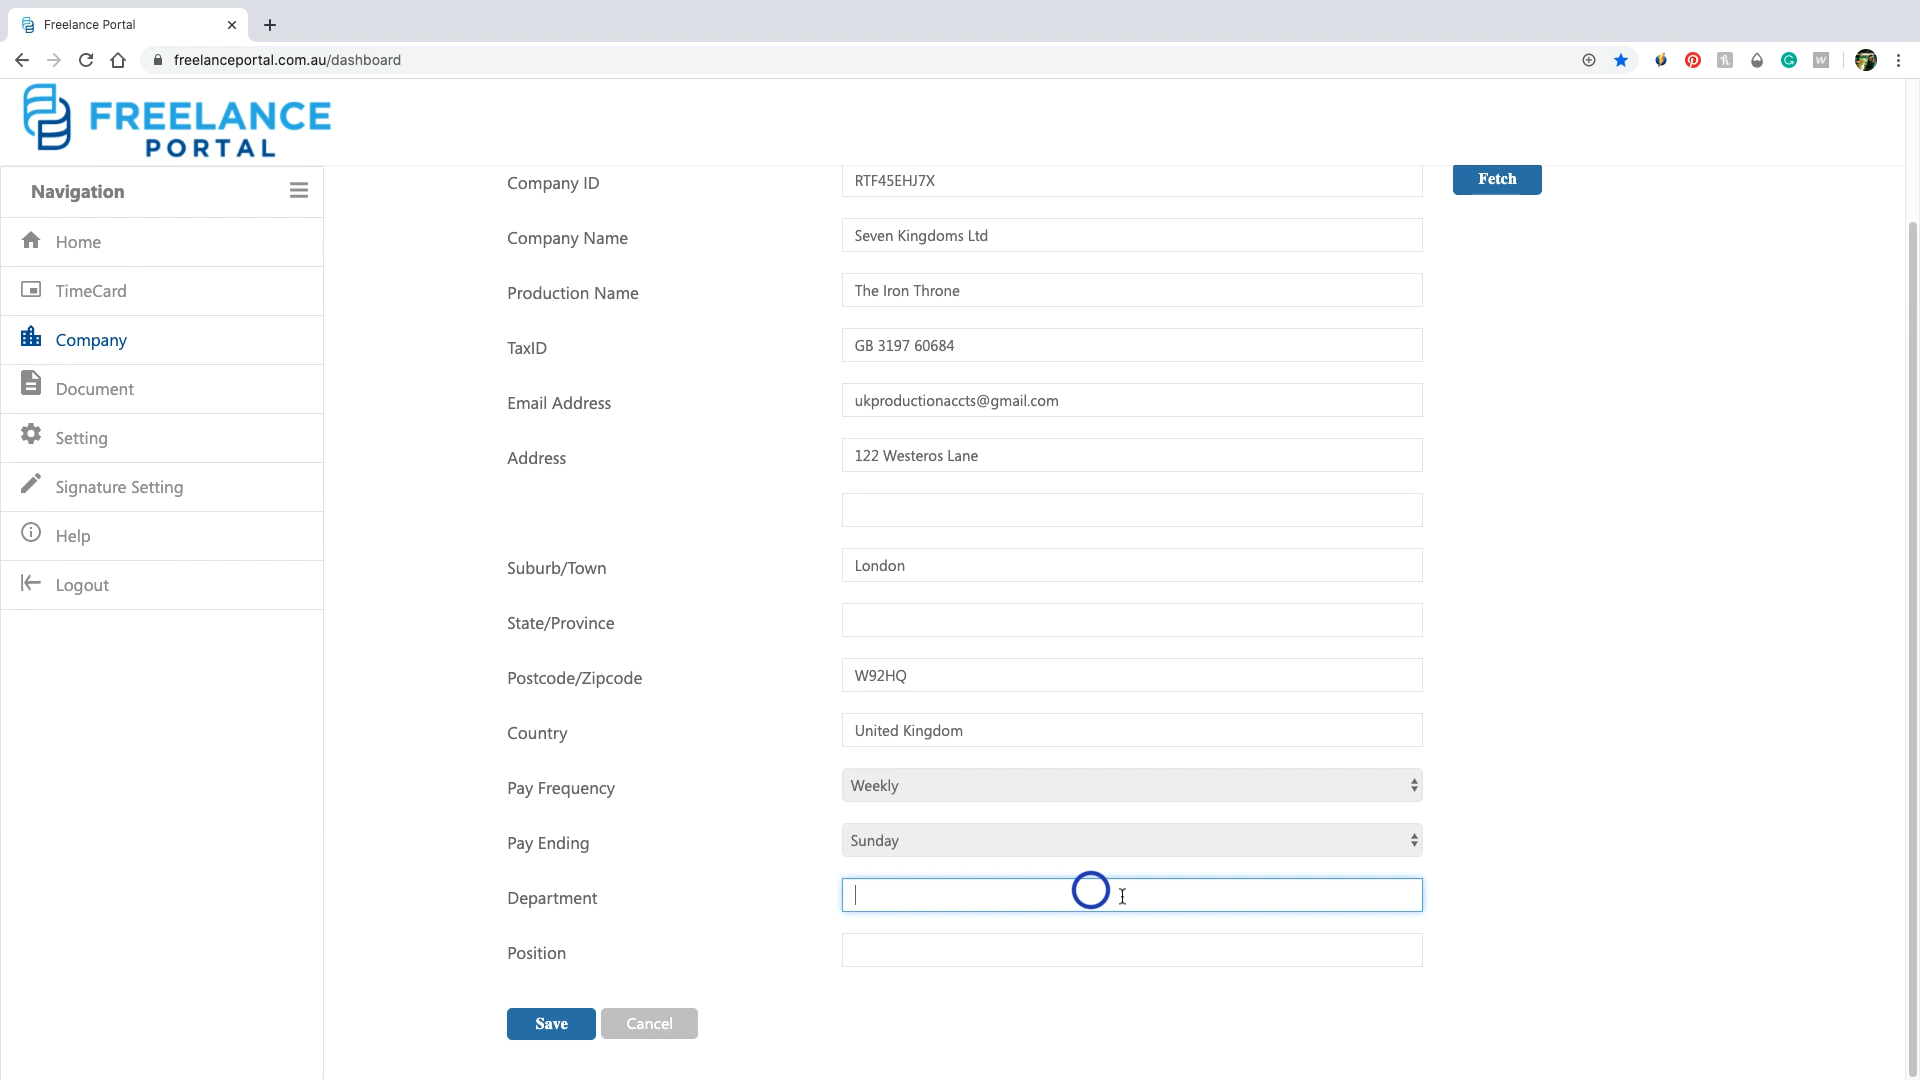 Freelance Portal
freelanceportal.com.au/dashboard
FREELANCE
PORTAL
Navigation
Home
TimeCard
Company
Document
Setting
Signature Setting
Help
Logout
Company ID RTF45EHJ7X Fetch
Company Name Seven Kingdoms Ltd
Production Name The Iron Throne
TaxID GB 3197 60684
Email Address ukproductionaccts@gmail.com
Address 122 Westeros Lane
Suburb/Town London
State/Province
Postcode/Zipcode W92HQ
Country United Kingdom
Pay Frequency Weekly
Pay Ending Sunday
Department
Position
Save Cancel